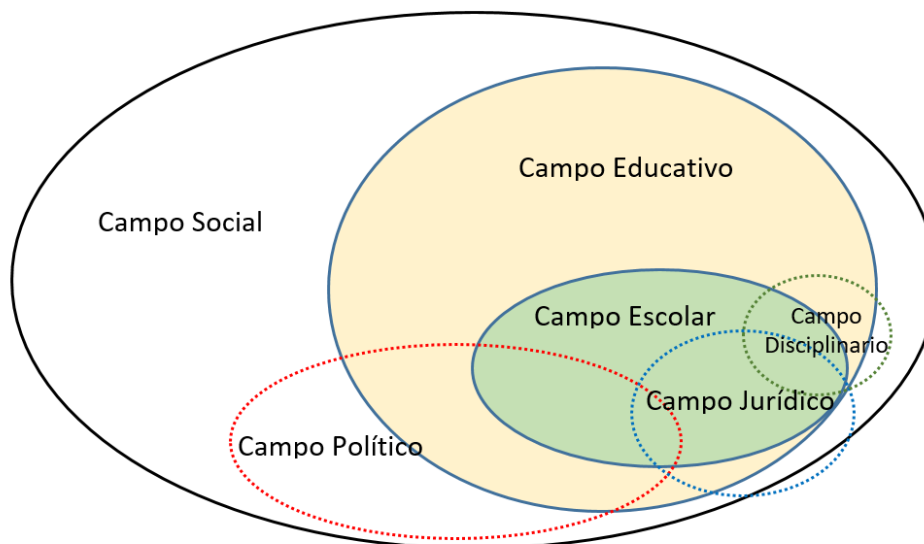 Campo Educativo
Campo Social
Campo Escolar
Campo
Disciplinario
Campo Jurídico
Campo Político